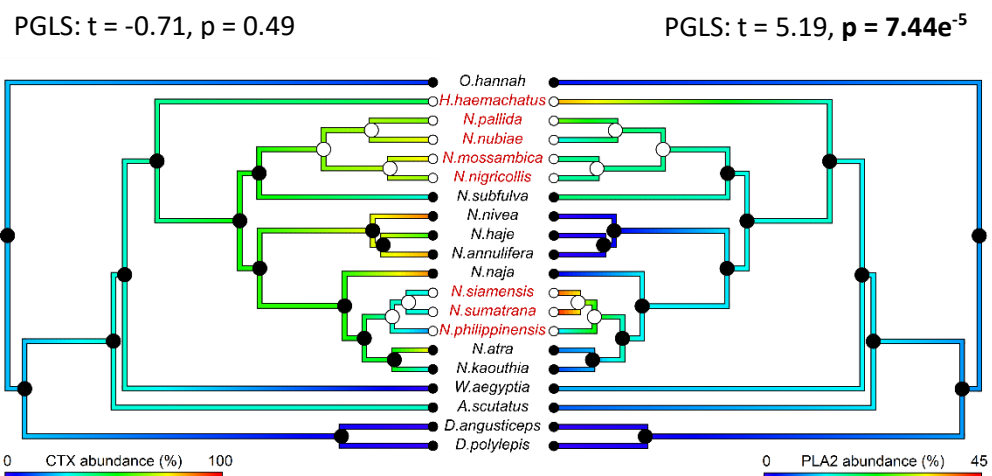 PGLS: t = -0.71, p = 0.49
PGLS: t = 5.19, p = 7.44e-5
O.hannah
H.haemachatus
N.pallida
N.nubiae
N.mossambica
N.nigricollis
N.subfulva
N.nivea
N.haje
N.annulifera
N.naja
N.siamensis
N.sumatrana
N.philippinensis
N.atra
N.kaouthia
W.aegyptia
A.scutatus
D.angusticeps
D.polylepis
0 CTX abundance (%) 100
0 PLA2 abundance (%) 45